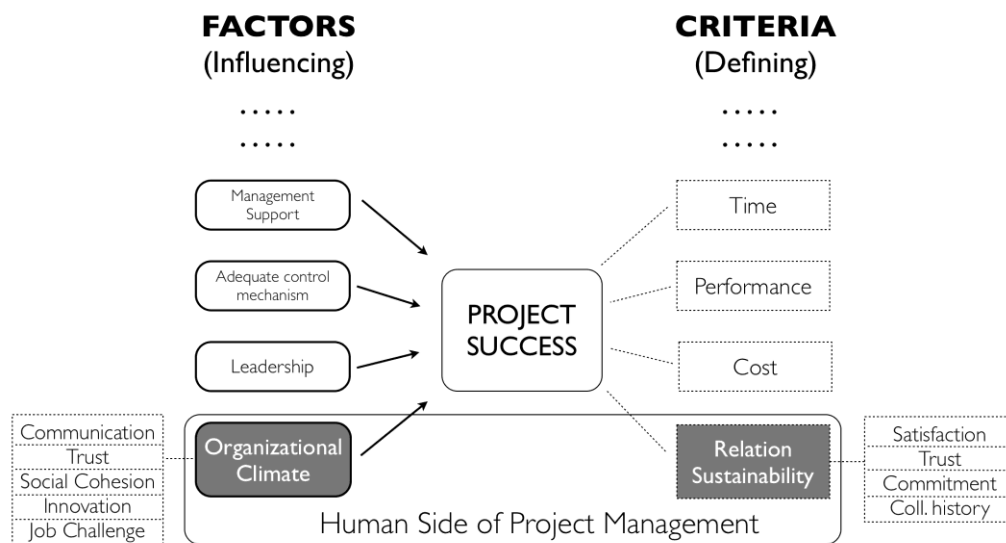 FACTORS
(Influencing)
.....
.....
Management
Support
Adequate control
mechanism
Leadership
Organizational
Climate
Communication
Trust
Social Cohesion
Innovation
Job Challenge
PROJECT
SUCCESS
CRITERIA
(Defining)
.....
.....
Time
Performance
Cost
Relation
Sustainability
Satisfaction
Trust
Commitment
Coll. history
Human Side of Project Management